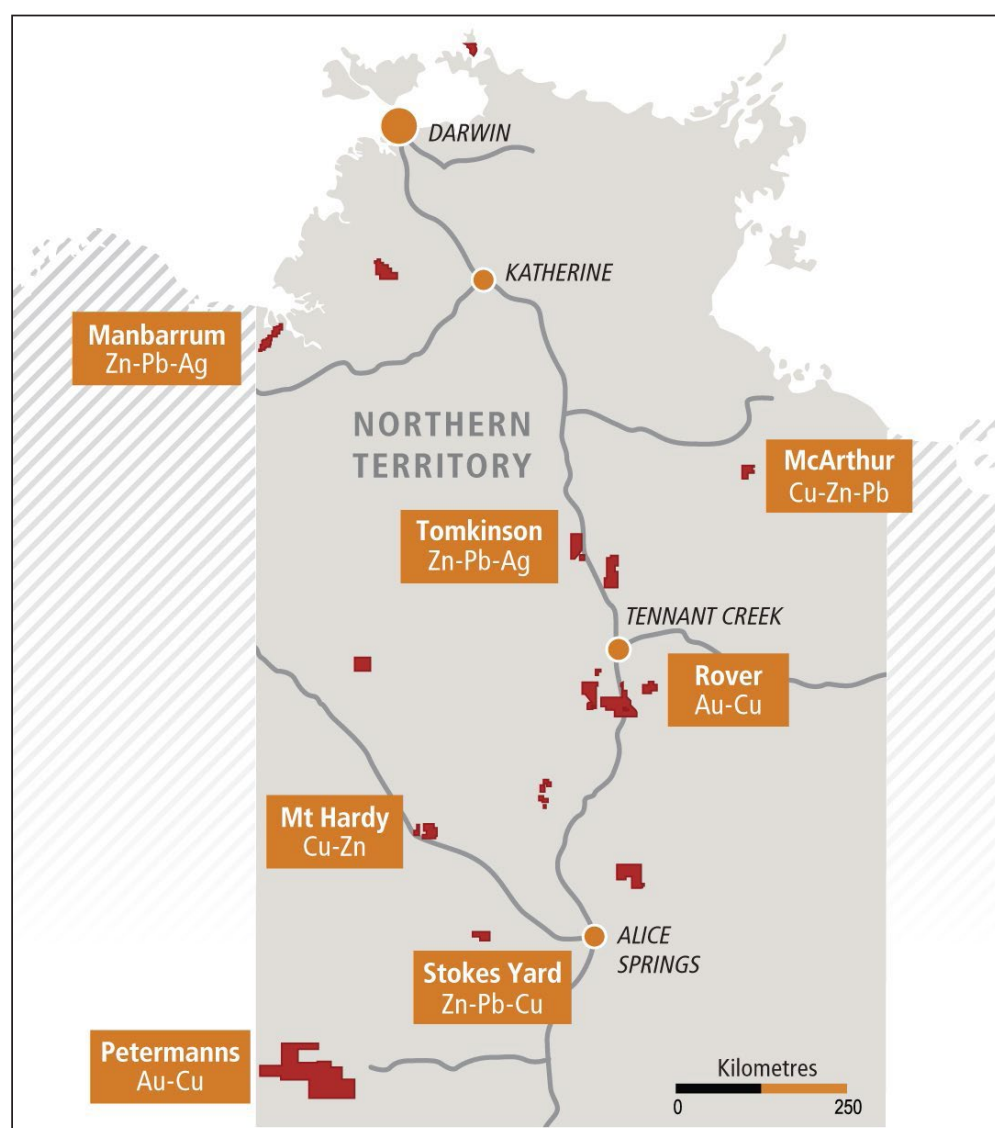 DARWIN
KATHERINE
Manbarrum
Zn-Pb-Ag
NORTHERN
TERRITORY
McArthur
Cu-Zn-Pb
Tomkinson
Zn-Pb-Ag
TENNANT CREEK
Rover
Au-Cu
Mt Hardy
Cu-Zn
ALICE
SPRINGS
Stokes Yard
Zn-Pb-Cu
Petermanns
Au-Cu
Kilometres
0 250